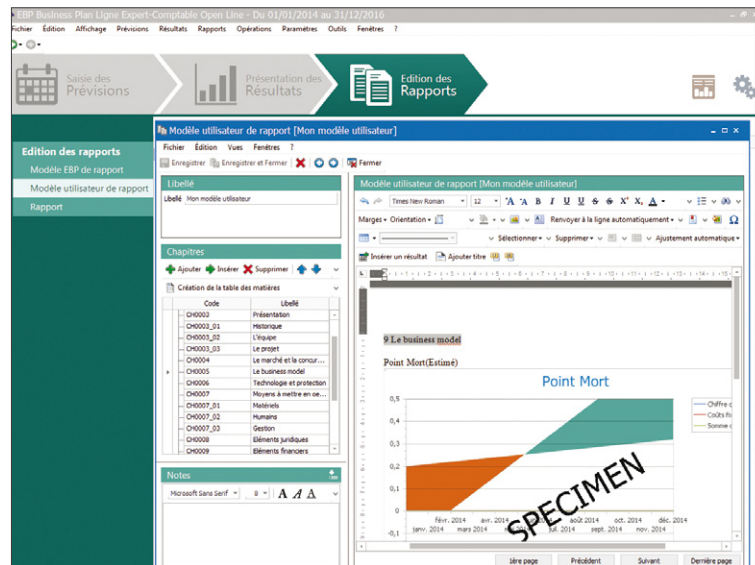 EBP Business Plan Ligne Expert-Comptable Open Line - Du 01/01/2014 au 31/12/2016
Fichier Édition Affichage Prévisions Résultats Rapports Opérations Paramètres Outils Fenêtres ?
Saisie des
Prévisions
Présentation des
Résultats
Edition des
Rapports
Edition des rapports
Modèle EBP de rapport
Modèle utilisateur de rapport
Rapport
Modèle utilisateur de rapport [Mon modèle utilisateur]
Fichier Édition Vues Fenêtres ?
Enregistrer Enregistrer et Fermer Fermer
Libellé
Libellé Mon modèle utilisateur
Chapitres
Ajouter Insérer Supprimer
Création de la table des matières
Code Libellé
CH0003 Présentation
CH0003_01 Historique
CH0003_02 L'équipe
CH0003_03 Le projet
CH0004 Le marché et la concur...
CH0005 Le business model
CH0006 Technologie et protection
CH0007 Moyens à mettre en oe...
CH0007_01 Matériels
CH0007_02 Humains
CH0007_03 Gestion
CH0008 Eléments juridiques
CH0009 Eléments financiers
Notes
Microsoft Sans Serif 8 A A A
Modèle utilisateur de rapport [Mon modèle utilisateur]
Times New Roman 12 A A B I U U S S X² X₂ A
Marges Orientation Renvoyer à la ligne automatiquement Ω
Sélectionner Supprimer Ajustement automatique
Insérer un résultat Ajouter titre
9 Le business model
Point Mort(Estimé)
Point Mort
0,5
0,4
0,3
0,2
0,1
0
-0,1
févr. 2014 avr. 2014 août 2014 oct. 2014 déc. 2014
janv. 2014 mars 2014 juil. 2014 sept. 2014 nov. 2014
Chiffre
Coûts
Somme
SPECIMEN
1ère page Précédent Suivant Dernière page